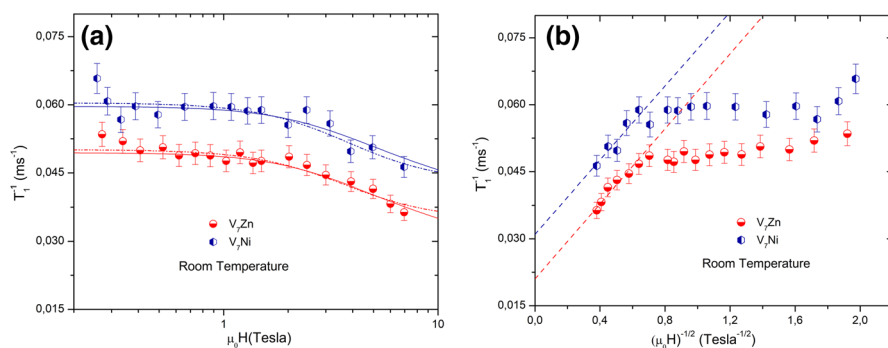 (a)
0,075
0,060
0,045
0,030
0,015
T₁⁻¹ (ms⁻¹)
V₇Zn
V₇Ni
Room Temperature
1
10
μ₀H(Tesla)
(b)
0,075
0,060
0,045
0,030
0,015
T₁⁻¹ (ms⁻¹)
V₇Zn
V₇Ni
Room Temperature
0,0 0,4 0,8 1,2 1,6 2,0
(μ₀H)⁻¹/² (Tesla⁻¹/²)